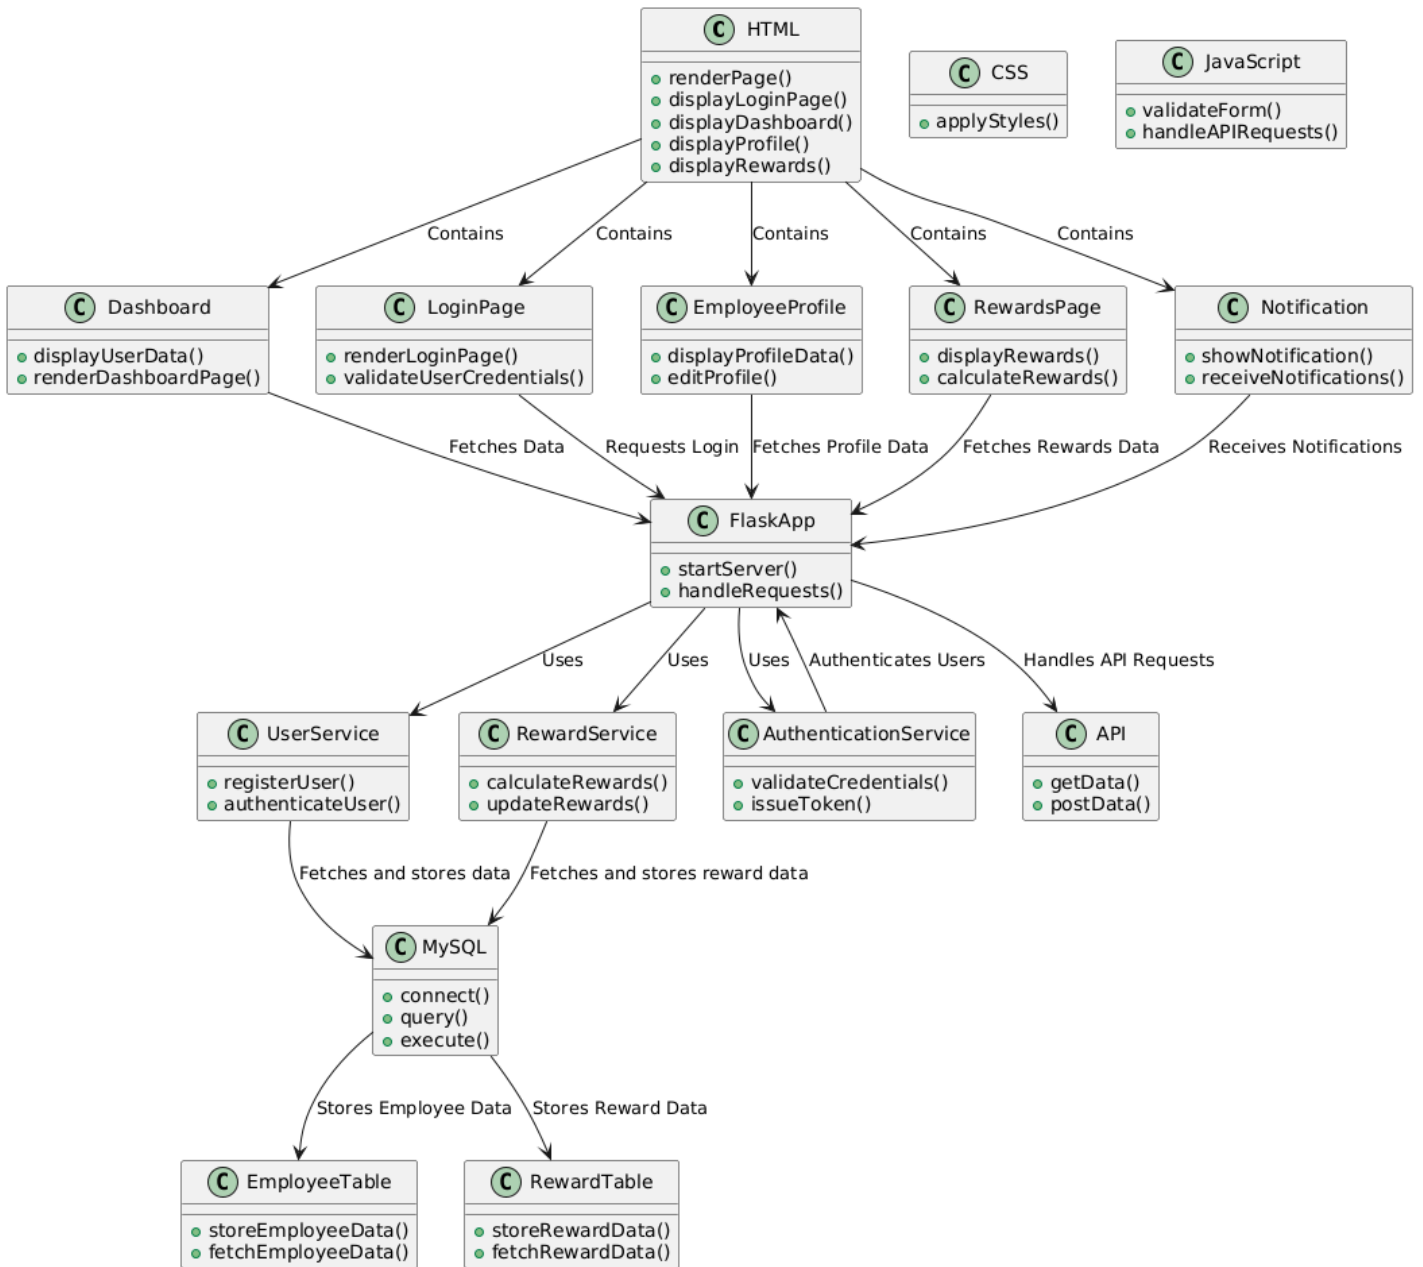 C HTML
renderPage()
displayLoginPage()
displayDashboard()
displayProfile()
displayRewards()
C CSS
applyStyles()
C JavaScript
validateForm()
handleAPIRequests()
Contains
Contains
Contains
Contains
Contains
C Dashboard
displayUserData()
renderDashboardPage()
C LoginPage
renderLoginPage()
validateUserCredentials()
C EmployeeProfile
displayProfileData()
editProfile()
C RewardsPage
displayRewards()
calculateRewards()
C Notification
showNotification()
receiveNotifications()
Fetches Data
Requests Login
Fetches Profile Data
Fetches Rewards Data
Receives Notifications
C FlaskApp
startServer()
handleRequests()
Uses
Uses
Uses
Authenticates Users
Handles API Requests
C UserService
registerUser()
authenticateUser()
C RewardService
calculateRewards()
updateRewards()
C AuthenticationService
validateCredentials()
issueToken()
C API
getData()
postData()
Fetches and stores data
Fetches and stores reward data
C MySQL
connect()
query()
execute()
Stores Employee Data
Stores Reward Data
C EmployeeTable
storeEmployeeData()
fetchEmployeeData()
C RewardTable
storeRewardData()
fetchRewardData()